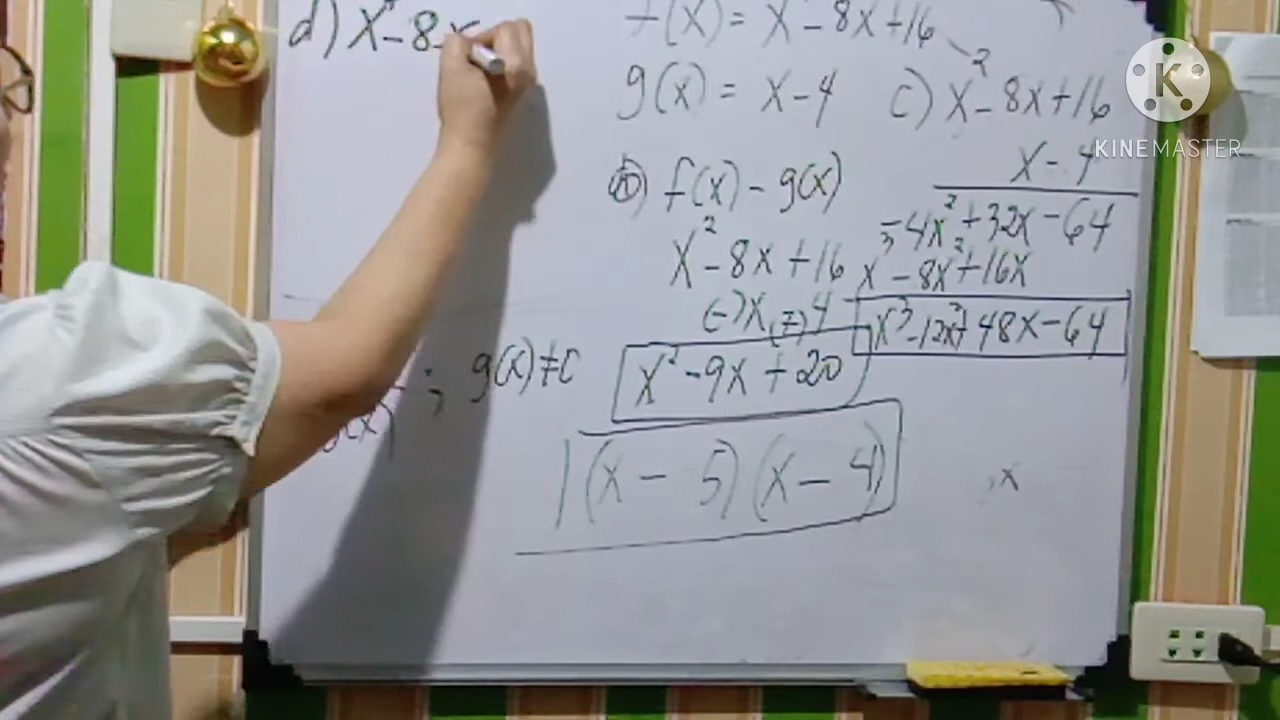 d) x² - 8x
f(x) = x² - 8x + 16
g(x) = x - 4
b) f(x) - g(x)
x² - 8x + 16
(-) x (+) 4
x² - 9x + 20
(x - 5)(x - 4)
g(x) ≠
g(x)
c) x² - 8x + 16
x - 4
- 4x² + 32x - 64
x³ - 8x² + 16x
x³ - 12x² + 48x - 64
, x
K
KINEMASTER